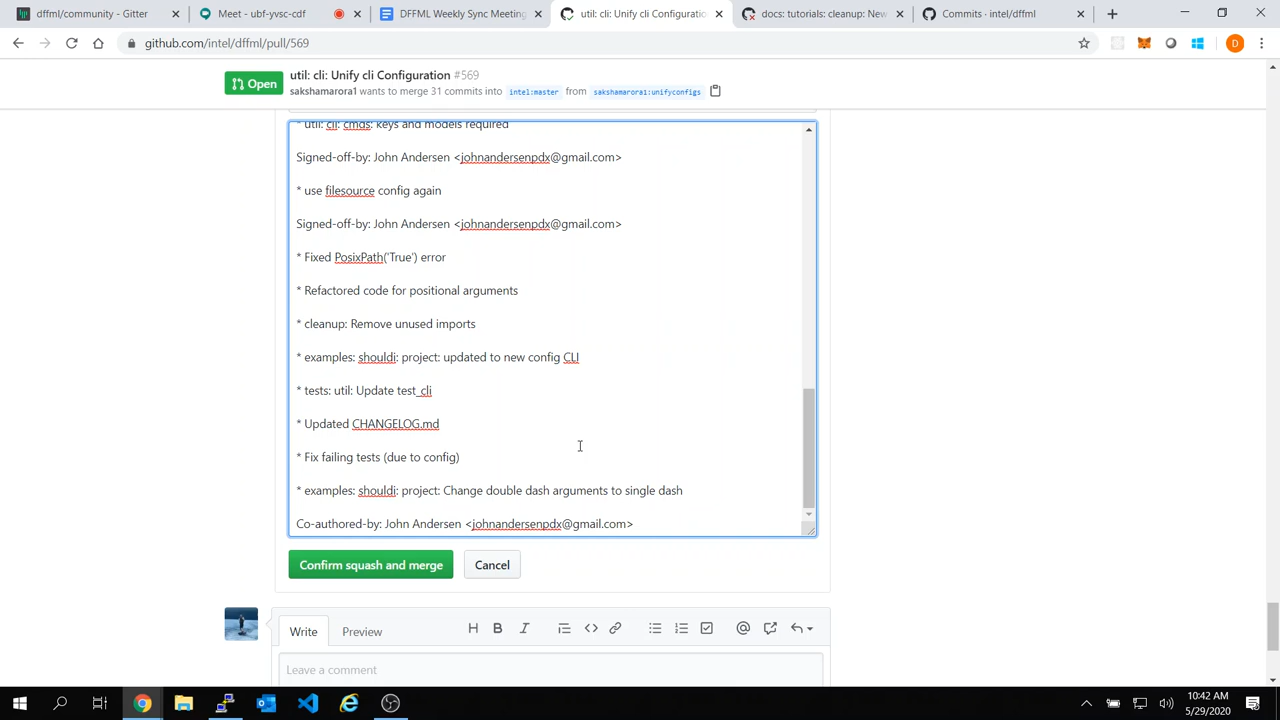 dffml/community - Gitter
Meet - ubf-yvsc-cdf
DFFML Weekly Sync Meeting
util: cli: Unify cli Configuratio
docs: tutorials: cleanup: New
Commits · intel/dffml
github.com/intel/dffml/pull/569
D
Open
util: cli: Unify cli Configuration #569
sakshamarora1 wants to merge 31 commits into intel:master from sakshamarora1:unifyconfigs
* util: cli: cmds: keys and models required
Signed-off-by: John Andersen <johnandersenpdx@gmail.com>
* use filesource config again
Signed-off-by: John Andersen <johnandersenpdx@gmail.com>
* Fixed PosixPath('True') error
* Refactored code for positional arguments
* cleanup: Remove unused imports
* examples: shouldi: project: updated to new config CLI
* tests: util: Update test_cli
* Updated CHANGELOG.md
* Fix failing tests (due to config)
* examples: shouldi: project: Change double dash arguments to single dash
Co-authored-by: John Andersen <johnandersenpdx@gmail.com>
Confirm squash and merge
Cancel
Write
Preview
Leave a comment
10:42 AM
5/29/2020